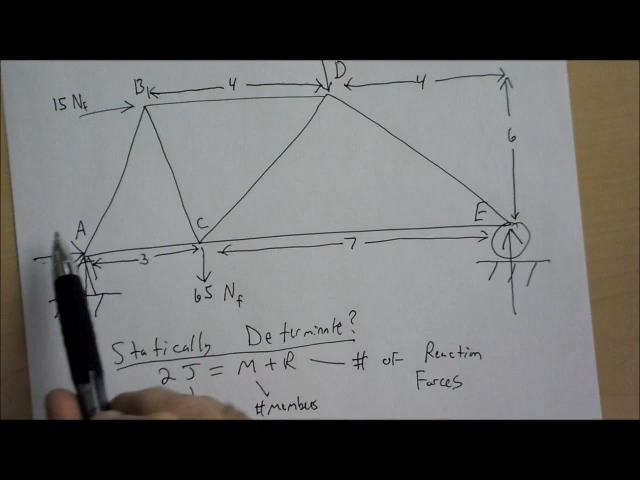 D
B 4 4
15 Nf
6
A C E
3 7
65 Nf
Statically Determinate?
2J = M + R — # of Reaction
Forces
# members